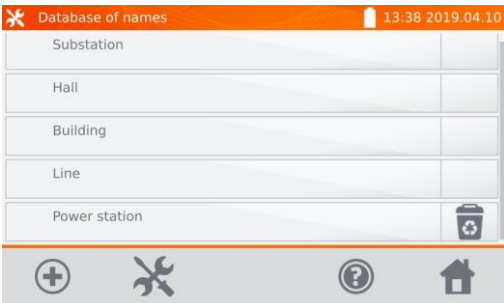 Database of names
13:38 2019.04.10
Substation
Hall
Building
Line
Power station